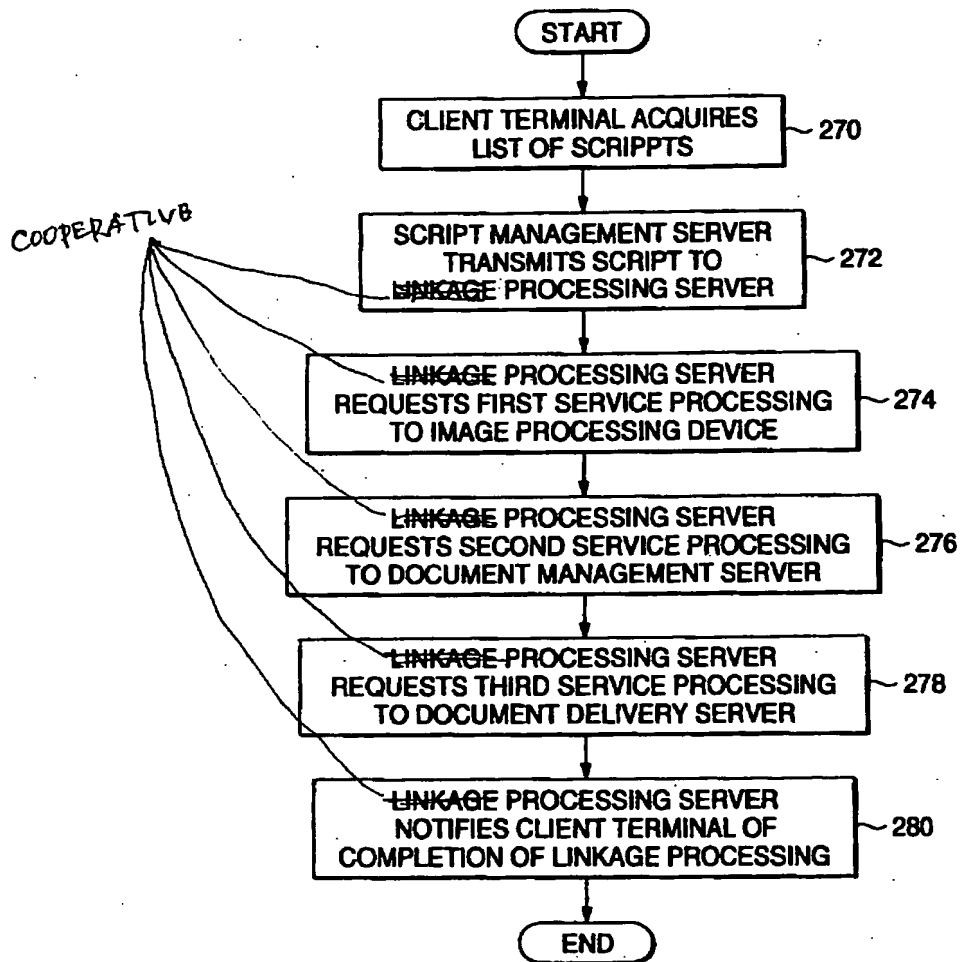 START
CLIENT TERMINAL ACQUIRES
LIST OF SCRIPPTS
270
COOPERATIVE
SCRIPT MANAGEMENT SERVER
TRANSMITS SCRIPT TO
LINKAGE PROCESSING SERVER
272
LINKAGE PROCESSING SERVER
REQUESTS FIRST SERVICE PROCESSING
TO IMAGE PROCESSING DEVICE
274
LINKAGE PROCESSING SERVER
REQUESTS SECOND SERVICE PROCESSING
TO DOCUMENT MANAGEMENT SERVER
276
LINKAGE PROCESSING SERVER
REQUESTS THIRD SERVICE PROCESSING
TO DOCUMENT DELIVERY SERVER
278
LINKAGE PROCESSING SERVER
NOTIFIES CLIENT TERMINAL OF
COMPLETION OF LINKAGE PROCESSING
280
END